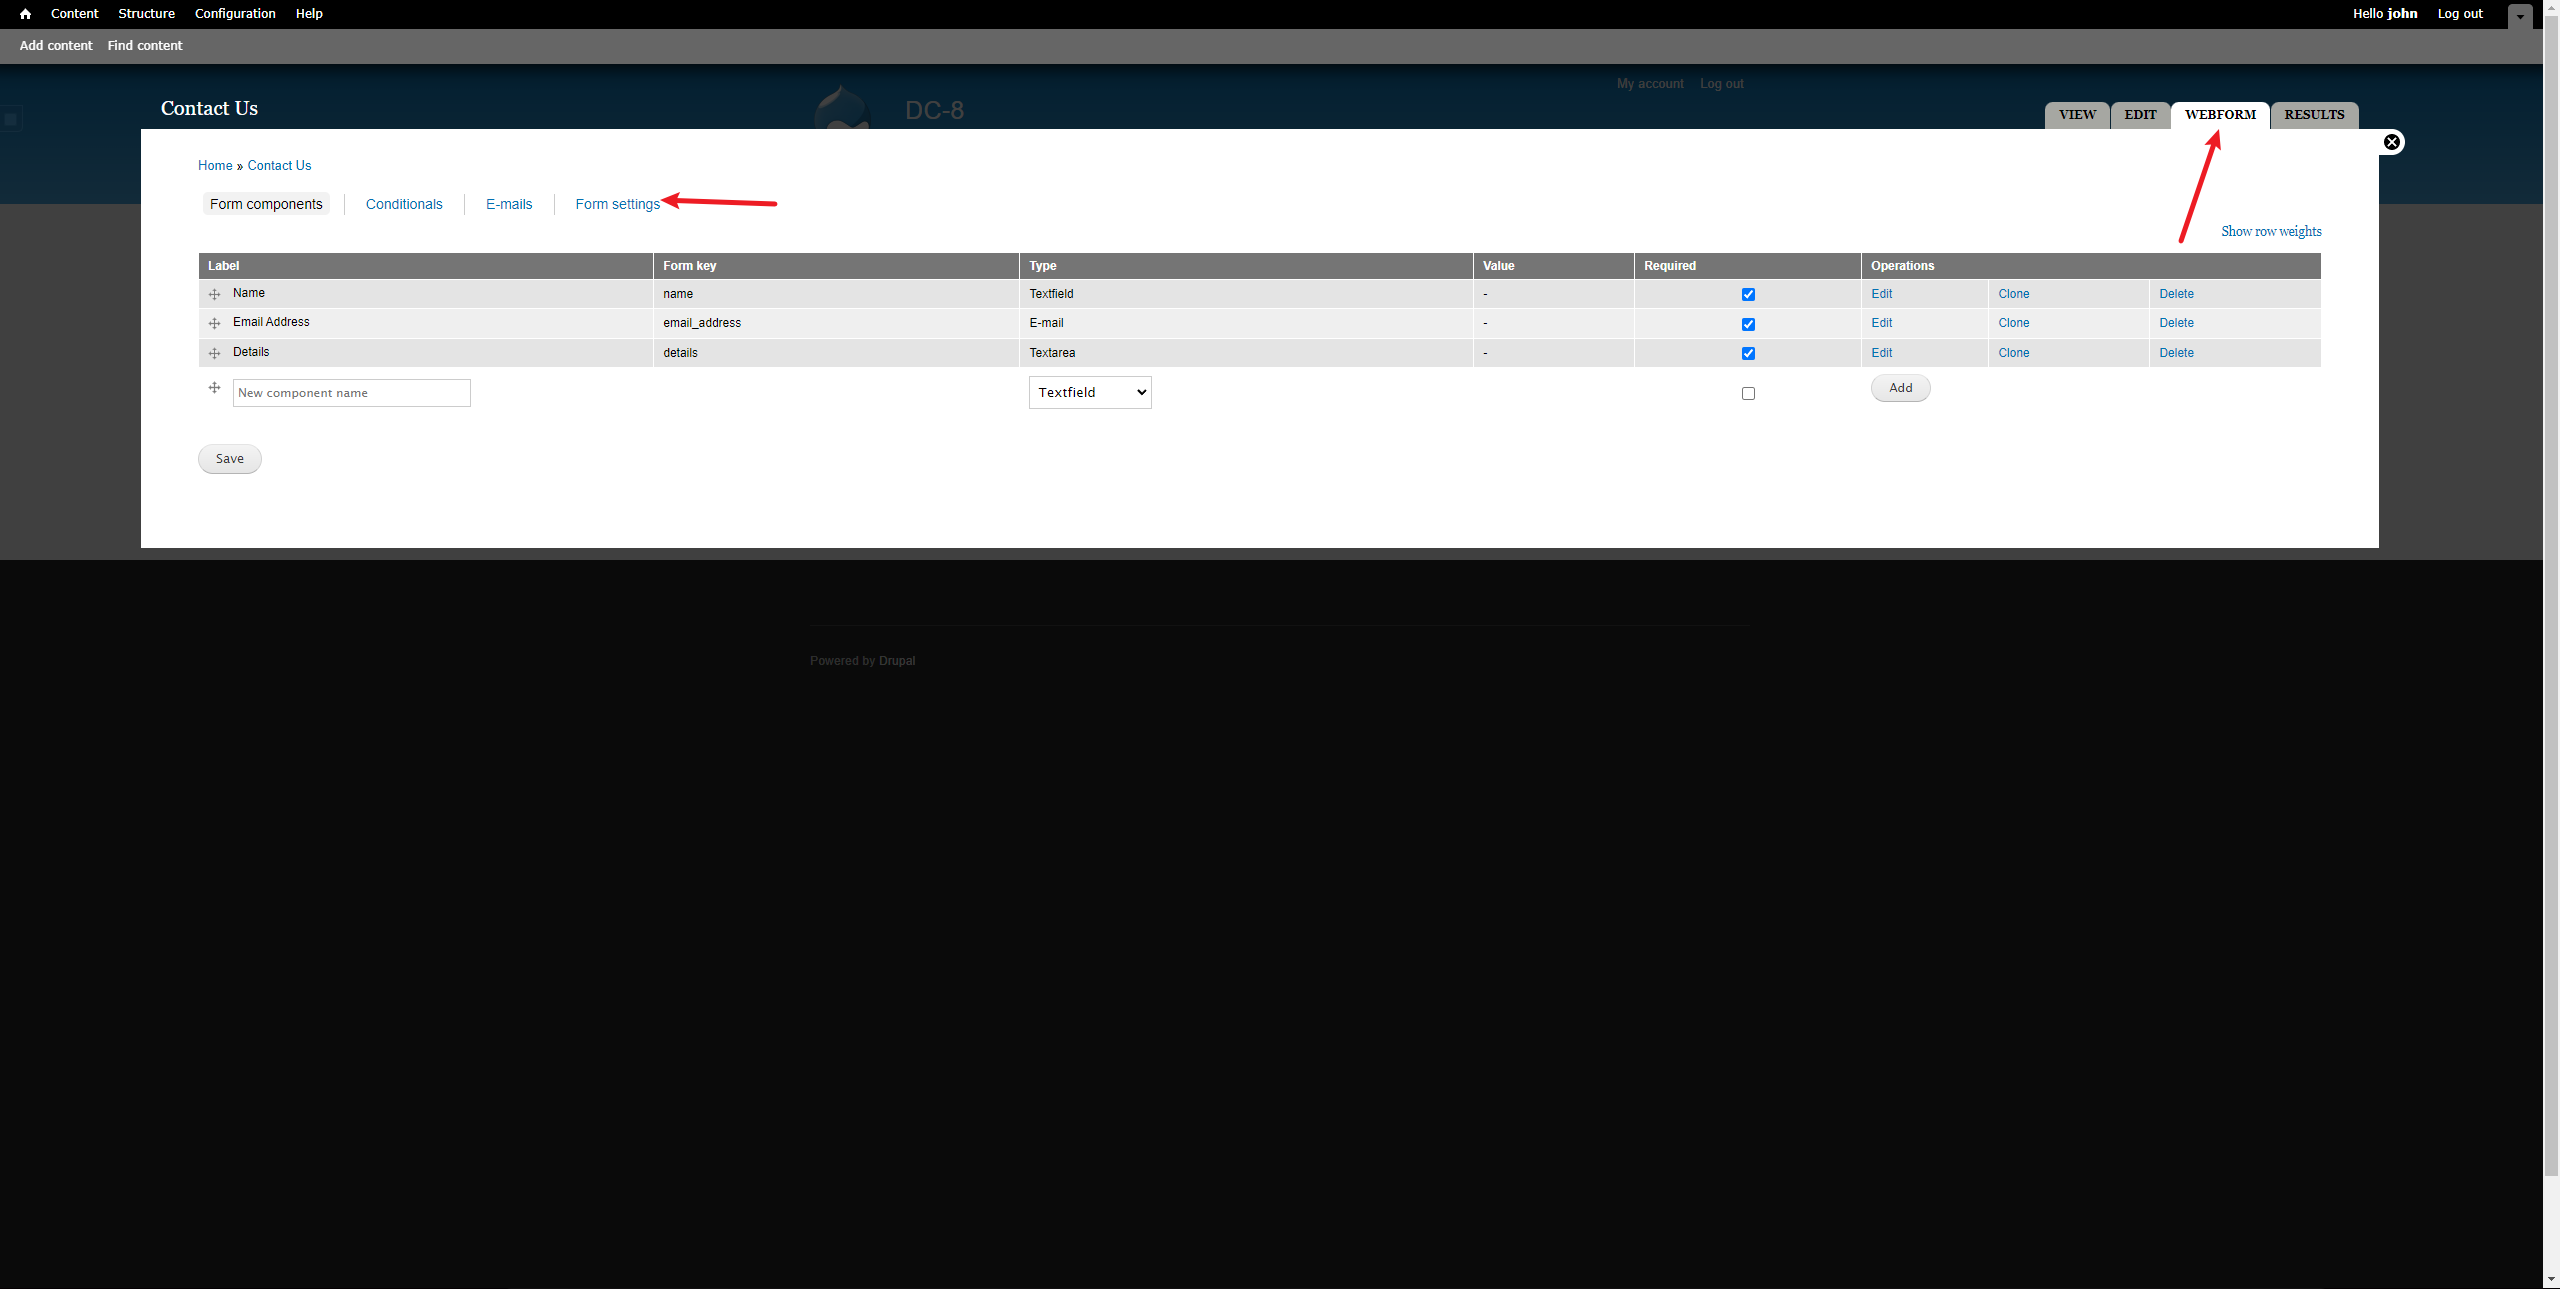 Content Structure Configuration Help Hello john Log out
Add content Find content
My account Log out
Contact Us DC-8
VIEW EDIT WEBFORM RESULTS
Home » Contact Us
Form components Conditionals E-mails Form settings
Show row weights
Label Form key Type Value Required Operations
Name name Textfield - Edit Clone Delete
Email Address email_address E-mail - Edit Clone Delete
Details details Textarea - Edit Clone Delete
New component name Textfield Add
Save
Powered by Drupal